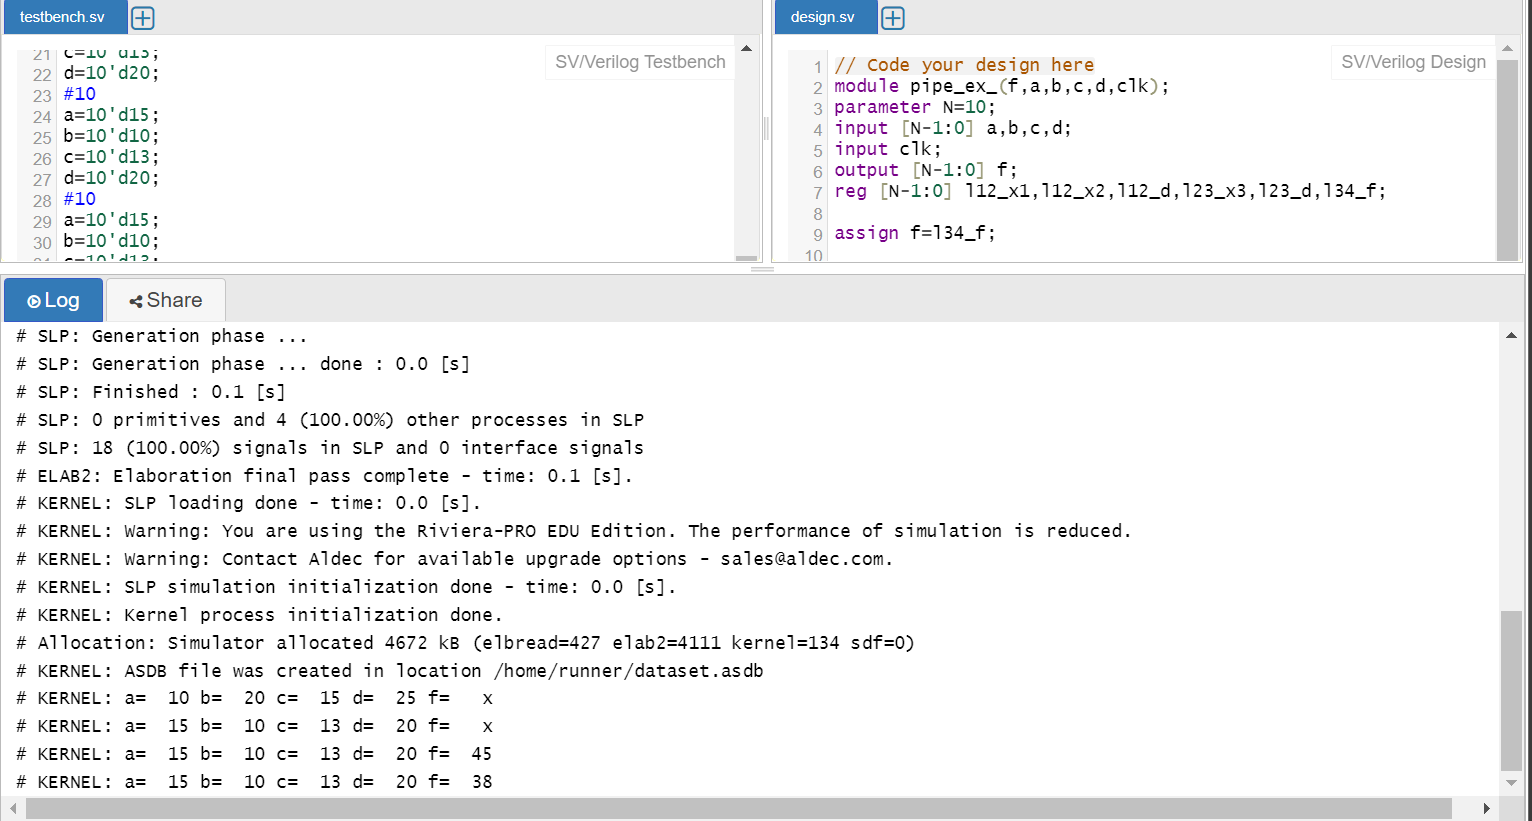 testbench.sv
SV/Verilog Testbench
21 c=10'd13;
22 d=10'd20;
23 #10
24 a=10'd15;
25 b=10'd10;
26 c=10'd13;
27 d=10'd20;
28 #10
29 a=10'd15;
30 b=10'd10;
31 c=10'd13;
design.sv
SV/Verilog Design
1 // Code your design here
2 module pipe_ex_(f,a,b,c,d,clk);
3 parameter N=10;
4 input [N-1:0] a,b,c,d;
5 input clk;
6 output [N-1:0] f;
7 reg [N-1:0] l12_x1,l12_x2,l12_d,l23_x3,l23_d,l34_f;
8
9 assign f=l34_f;
10
Log
Share
# SLP: Generation phase ...
# SLP: Generation phase ... done : 0.0 [s]
# SLP: Finished : 0.1 [s]
# SLP: 0 primitives and 4 (100.00%) other processes in SLP
# SLP: 18 (100.00%) signals in SLP and 0 interface signals
# ELAB2: Elaboration final pass complete - time: 0.1 [s].
# KERNEL: SLP loading done - time: 0.0 [s].
# KERNEL: Warning: You are using the Riviera-PRO EDU Edition. The performance of simulation is reduced.
# KERNEL: Warning: Contact Aldec for available upgrade options - sales@aldec.com.
# KERNEL: SLP simulation initialization done - time: 0.0 [s].
# KERNEL: Kernel process initialization done.
# Allocation: Simulator allocated 4672 kB (elbread=427 elab2=4111 kernel=134 sdf=0)
# KERNEL: ASDB file was created in location /home/runner/dataset.asdb
# KERNEL: a=  10 b=  20 c=  15 d=  25 f=   x
# KERNEL: a=  15 b=  10 c=  13 d=  20 f=   x
# KERNEL: a=  15 b=  10 c=  13 d=  20 f=  45
# KERNEL: a=  15 b=  10 c=  13 d=  20 f=  38